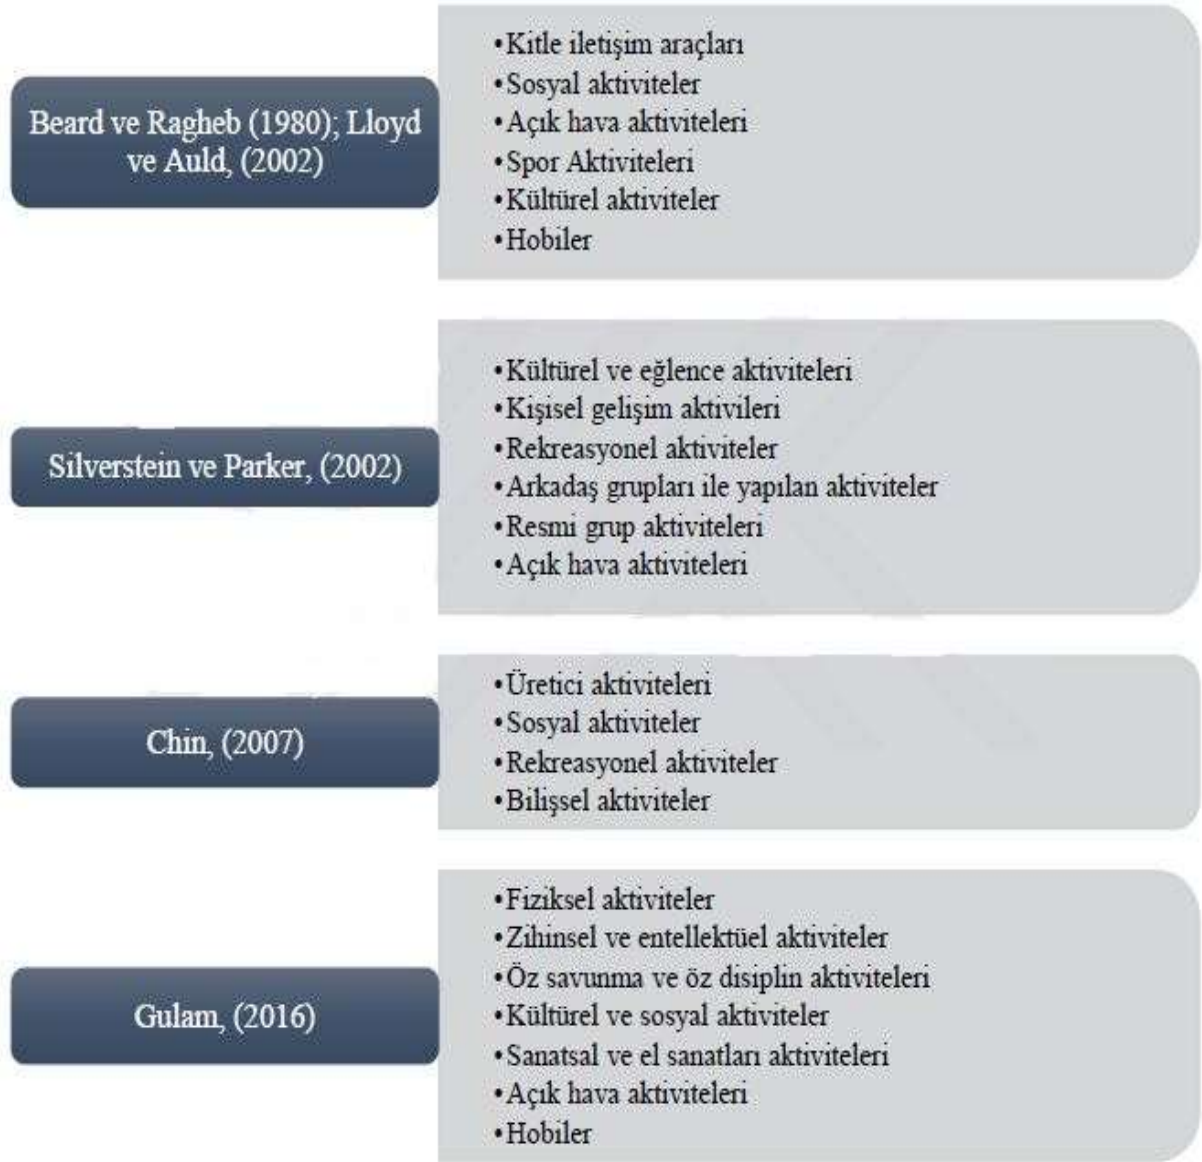 Beard ve Ragheb (1980); Lloyd
ve Auld, (2002)
•Kitle iletişim araçları
•Sosyal aktiviteler
•Açık hava aktiviteleri
•Spor Aktiviteleri
•Kültürel aktiviteler
•Hobiler
Silverstein ve Parker, (2002)
•Kültürel ve eğlence aktiviteleri
•Kişisel gelişim aktivileri
•Rekreasyonel aktiviteler
•Arkadaş grupları ile yapılan aktiviteler
•Resmi grup aktiviteleri
•Açık hava aktiviteleri
Chin, (2007)
•Üretici aktiviteleri
•Sosyal aktiviteler
•Rekreasyonel aktiviteler
•Bilişsel aktiviteler
Gulam, (2016)
•Fiziksel aktiviteler
•Zihinsel ve entellektüel aktiviteler
•Öz savunma ve öz disiplin aktiviteleri
•Kültürel ve sosyal aktiviteler
•Sanatsal ve el sanatları aktiviteleri
•Açık hava aktiviteleri
•Hobiler